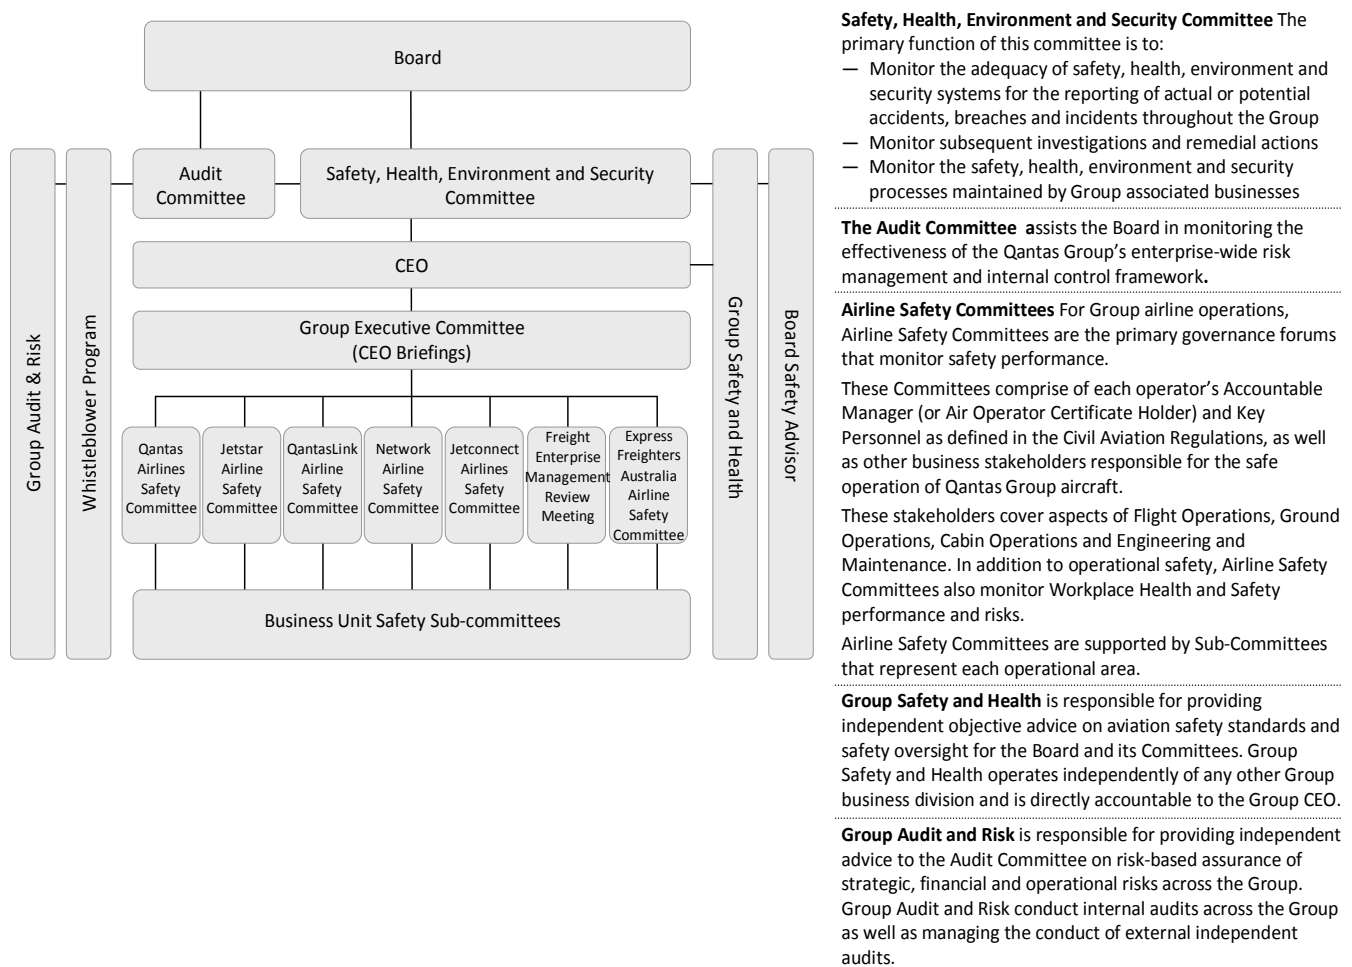 Board
Audit
Committee
Safety, Health, Environment and Security
Committee
CEO
Group Executive Committee
(CEO Briefings)
Group Audit & Risk
Whistleblower Program
Group Safety and Health
Board Safety Advisor
Qantas
Airlines
Safety
Committee
Jetstar
Airline
Safety
Committee
QantasLink
Airline
Safety
Committee
Network
Airline
Safety
Committee
Jetconnect
Airlines
Safety
Committee
Freight
Enterprise
Management
Review
Meeting
Express
Freighters
Australia
Airline
Safety
Committee
Business Unit Safety Sub-committees
Safety, Health, Environment and Security Committee The
primary function of this committee is to:
— Monitor the adequacy of safety, health, environment and
security systems for the reporting of actual or potential
accidents, breaches and incidents throughout the Group
— Monitor subsequent investigations and remedial actions
— Monitor the safety, health, environment and security
processes maintained by Group associated businesses
The Audit Committee assists the Board in monitoring the
effectiveness of the Qantas Group’s enterprise-wide risk
management and internal control framework.
Airline Safety Committees For Group airline operations,
Airline Safety Committees are the primary governance forums
that monitor safety performance.
These Committees comprise of each operator’s Accountable
Manager (or Air Operator Certificate Holder) and Key
Personnel as defined in the Civil Aviation Regulations, as well
as other business stakeholders responsible for the safe
operation of Qantas Group aircraft.
These stakeholders cover aspects of Flight Operations, Ground
Operations, Cabin Operations and Engineering and
Maintenance. In addition to operational safety, Airline Safety
Committees also monitor Workplace Health and Safety
performance and risks.
Airline Safety Committees are supported by Sub-Committees
that represent each operational area.
Group Safety and Health is responsible for providing
independent objective advice on aviation safety standards and
safety oversight for the Board and its Committees. Group
Safety and Health operates independently of any other Group
business division and is directly accountable to the Group CEO.
Group Audit and Risk is responsible for providing independent
advice to the Audit Committee on risk-based assurance of
strategic, financial and operational risks across the Group.
Group Audit and Risk conduct internal audits across the Group
as well as managing the conduct of external independent
audits.